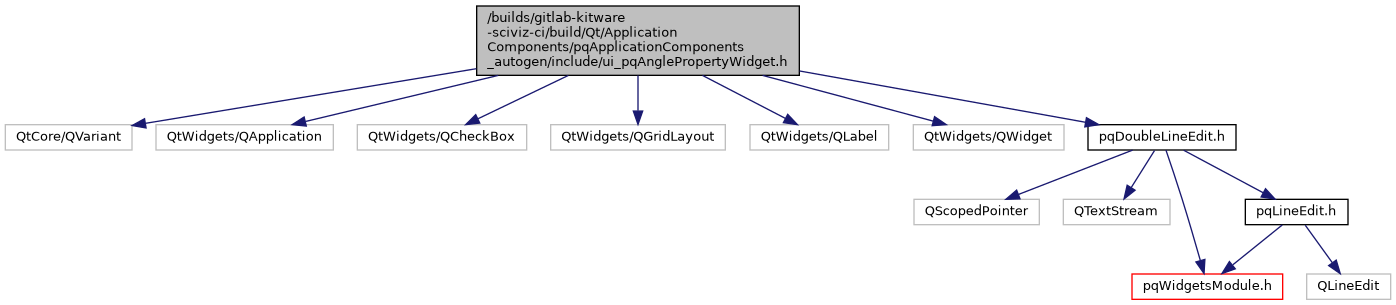 /builds/gitlab-kitware
-sciviz-ci/build/Qt/Application
Components/pqApplicationComponents
_autogen/include/ui_pqAnglePropertyWidget.h
QtCore/QVariant
QtWidgets/QApplication
QtWidgets/QCheckBox
QtWidgets/QGridLayout
QtWidgets/QLabel
QtWidgets/QWidget
pqDoubleLineEdit.h
QScopedPointer
QTextStream
pqLineEdit.h
pqWidgetsModule.h
QLineEdit